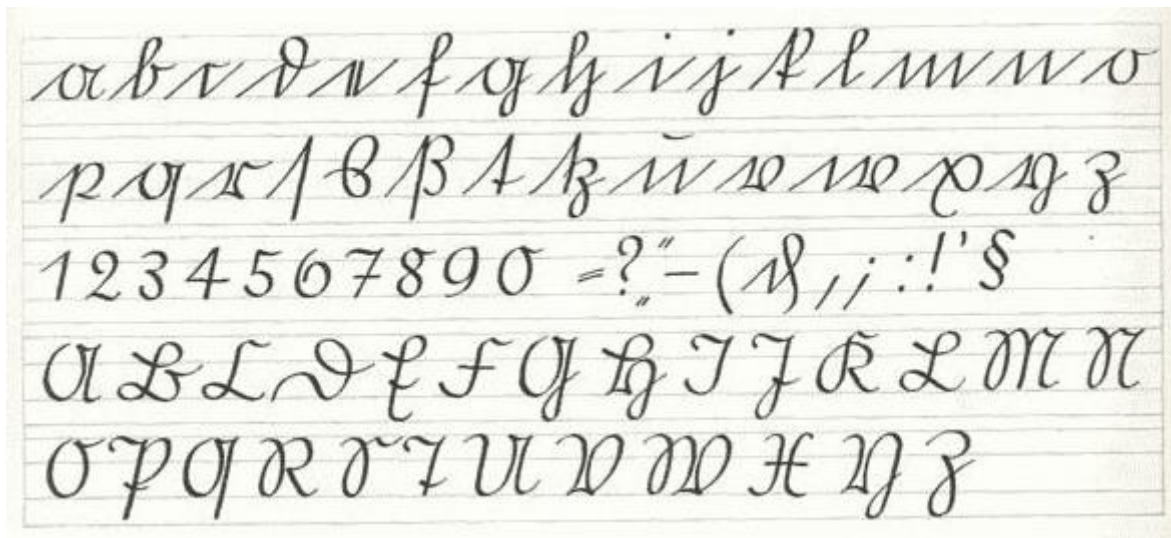 a b c d e f g h i j k l m n o
p q r ſ s ß t tz u v w x y z
1 2 3 4 5 6 7 8 9 0 =?„“–( & , ; : ! ' §
A B C D E F G H I J K L M N
O P Q R S T U V W X Y Z